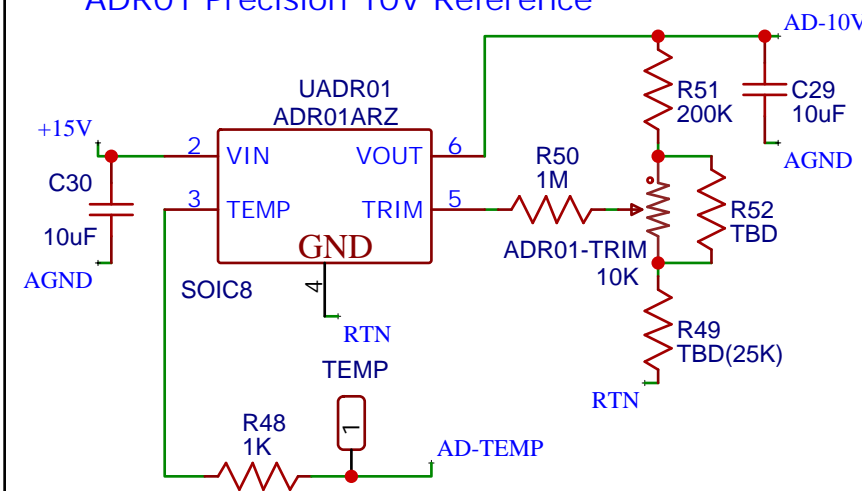 ADR01 Precision 10V Reference
AD-10V
UADR01
ADR01ARZ
R51
200K
C29
10uF
+15V
2
VIN
VOUT
6
R50
1M
AGND
C30
10uF
3
TEMP
TRIM
5
R52
TBD
GND
ADR01-TRIM
10K
AGND
SOIC8
4
RTN
R49
TBD(25K)
TEMP
1
RTN
R48
1K
AD-TEMP